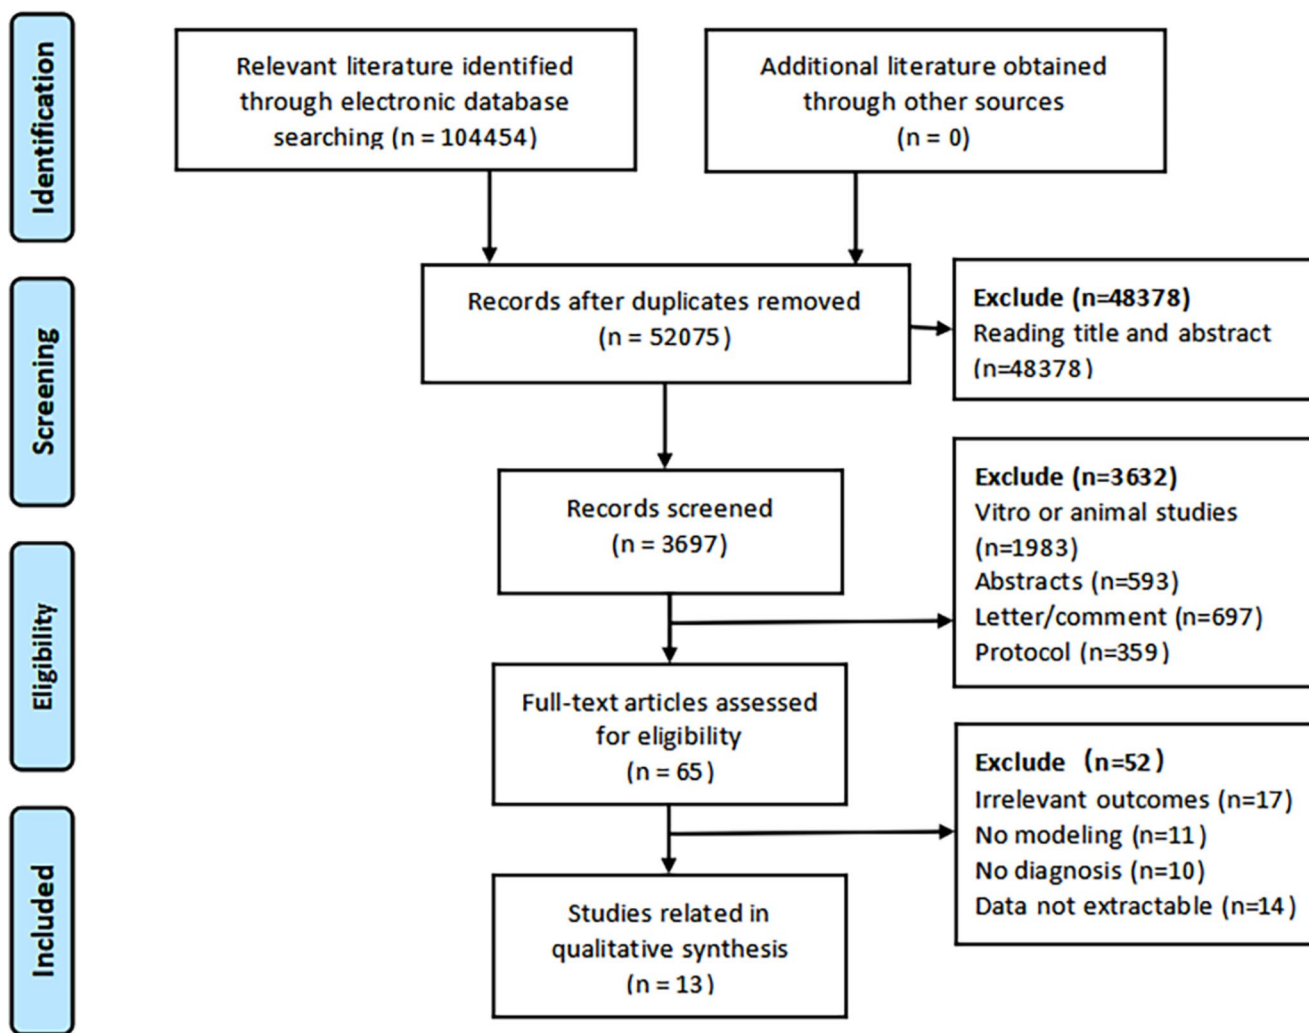 Identification
Relevant literature identified
through electronic database
searching (n = 104454)
Additional literature obtained
through other sources
(n = 0)
Screening
Records after duplicates removed
(n = 52075)
Exclude (n=48378)
Reading title and abstract
(n=48378)
Records screened
(n = 3697)
Exclude (n=3632)
Vitro or animal studies
(n=1983)
Abstracts (n=593)
Letter/comment (n=697)
Protocol (n=359)
Eligibility
Full-text articles assessed
for eligibility
(n = 65)
Exclude (n=52)
Irrelevant outcomes (n=17)
No modeling (n=11)
No diagnosis (n=10)
Data not extractable (n=14)
Included
Studies related in
qualitative synthesis
(n = 13)